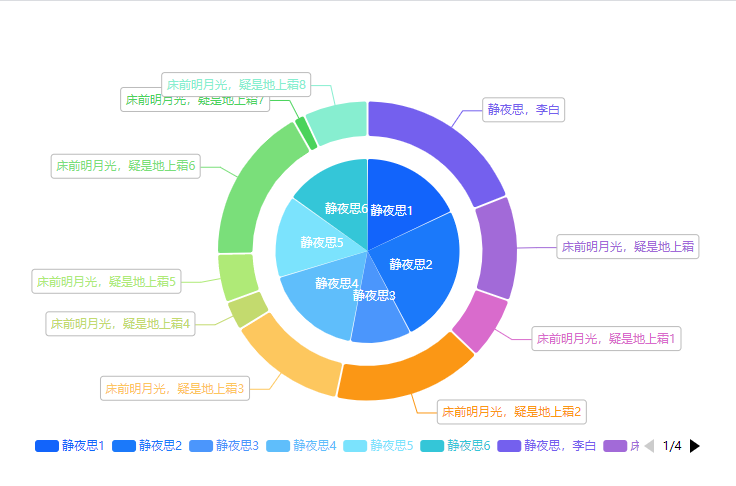 床前明月光，疑是地上霜8
床前明月光，疑是地上霜7
静夜思，李白
床前明月光，疑是地上霜6
床前明月光，疑是地上霜
床前明月光，疑是地上霜5
床前明月光，疑是地上霜4
床前明月光，疑是地上霜1
床前明月光，疑是地上霜3
床前明月光，疑是地上霜2
静夜思6
静夜思1
静夜思5
静夜思2
静夜思4
静夜思3
静夜思1 静夜思2 静夜思3 静夜思4 静夜思5 静夜思6 静夜思，李白 1/4